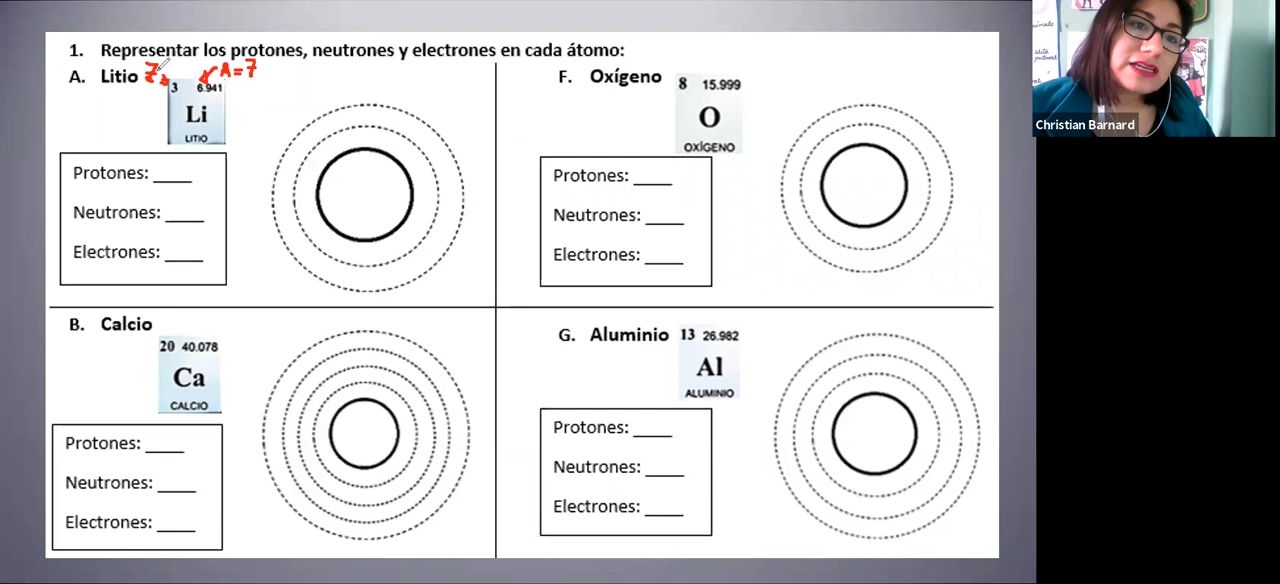 1. Representar los protones, neutrones y electrones en cada átomo:
A. Litio Z A=7
3 6.941
Li
LITIO
Protones: ____
Neutrones: ____
Electrones: ____
F. Oxígeno
8 15.999
O
OXÍGENO
Protones: ____
Neutrones: ____
Electrones: ____
B. Calcio
20 40.078
Ca
CALCIO
Protones: ____
Neutrones: ____
Electrones: ____
G. Aluminio
13 26.982
Al
ALUMINIO
Protones: ____
Neutrones: ____
Electrones: ____
Christian Barnard